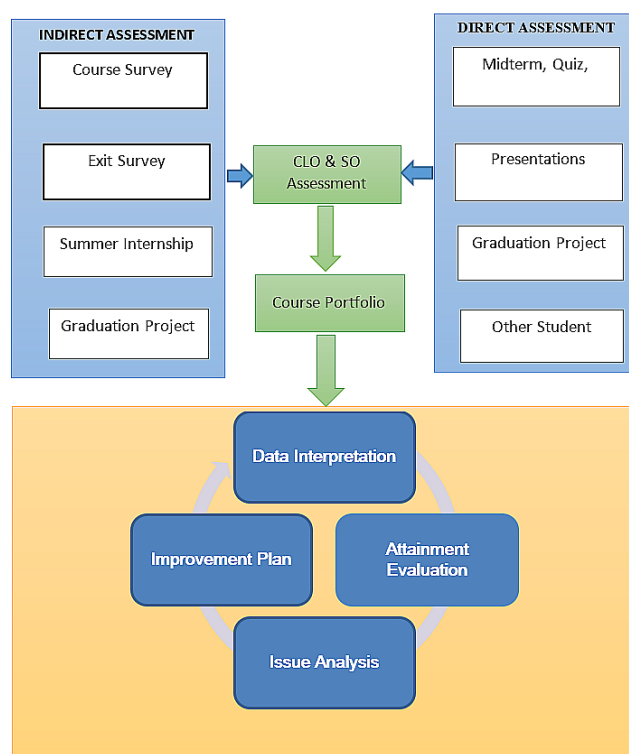 INDIRECT ASSESSMENT
Course Survey
Exit Survey
Summer Internship
Graduation Project
DIRECT ASSESSMENT
Midterm, Quiz,
Presentations
Graduation Project
Other Student
CLO & SO
Assessment
Course Portfolio
Data Interpretation
Attainment
Evaluation
Issue Analysis
Improvement Plan